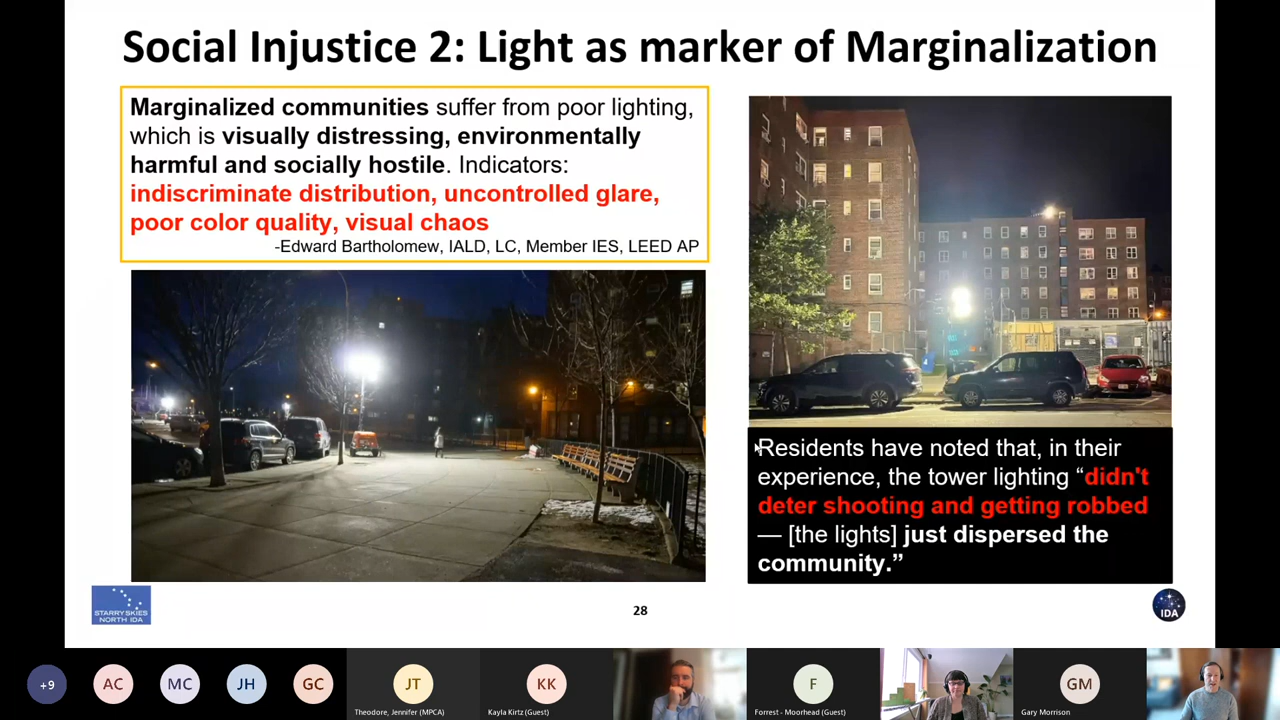 Social Injustice 2: Light as marker of Marginalization
Marginalized communities suffer from poor lighting,
which is visually distressing, environmentally
harmful and socially hostile. Indicators:
indiscriminate distribution, uncontrolled glare,
poor color quality, visual chaos
-Edward Bartholomew, IALD, LC, Member IES, LEED AP
Residents have noted that, in their
experience, the tower lighting “didn't
deter shooting and getting robbed
— [the lights] just dispersed the
community.”
STARRY SKIES
NORTH IDA
28
IDA
+9
AC
MC
JH
GC
JT
Theodore, Jennifer (MPCA)
KK
Kayla Kirtz (Guest)
F
Forrest - Moorhead (Guest)
GM
Gary Morrison